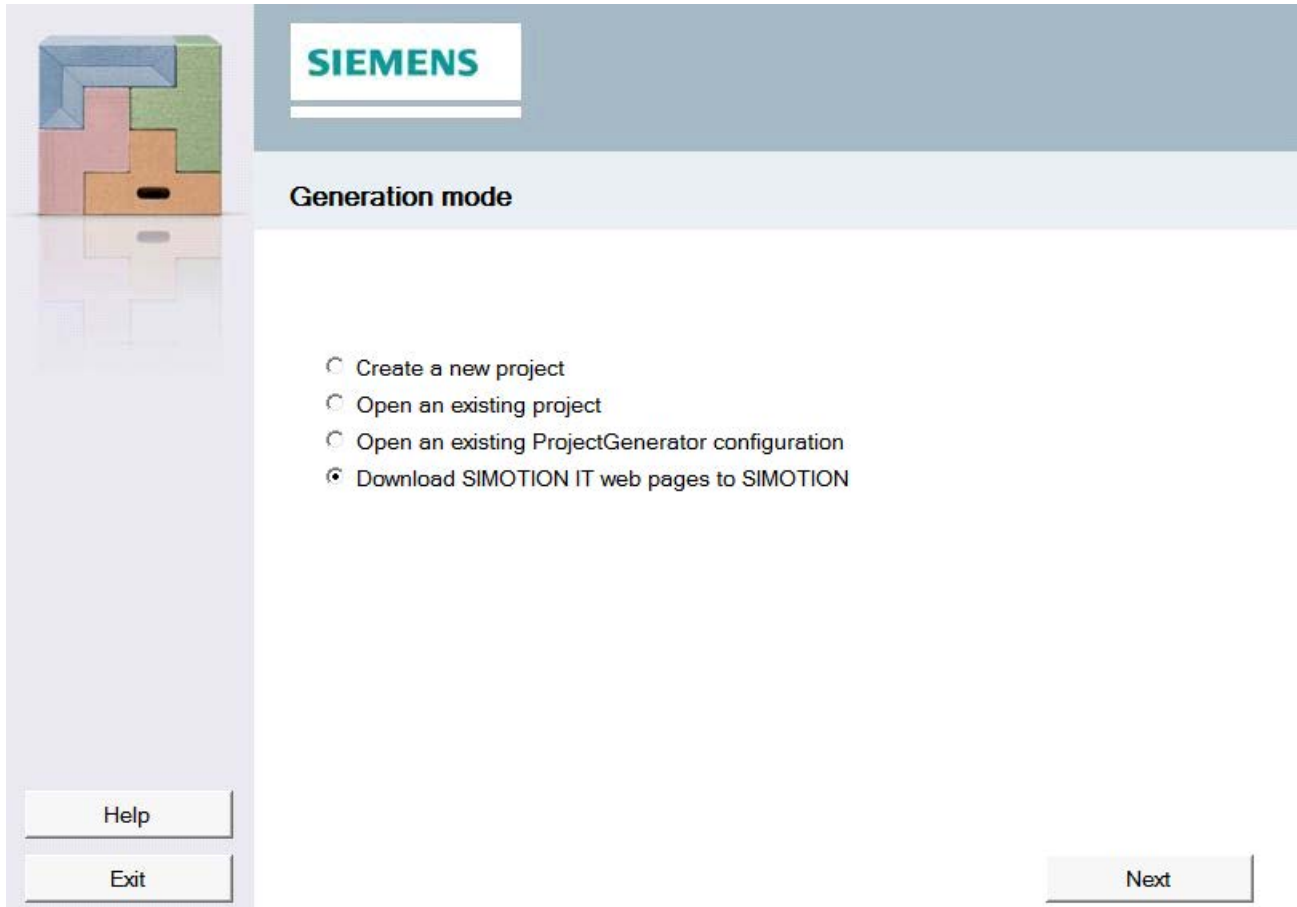 SIEMENS
Generation mode
Create a new project
Open an existing project
Open an existing ProjectGenerator configuration
Download SIMOTION IT web pages to SIMOTION
Help
Exit
Next